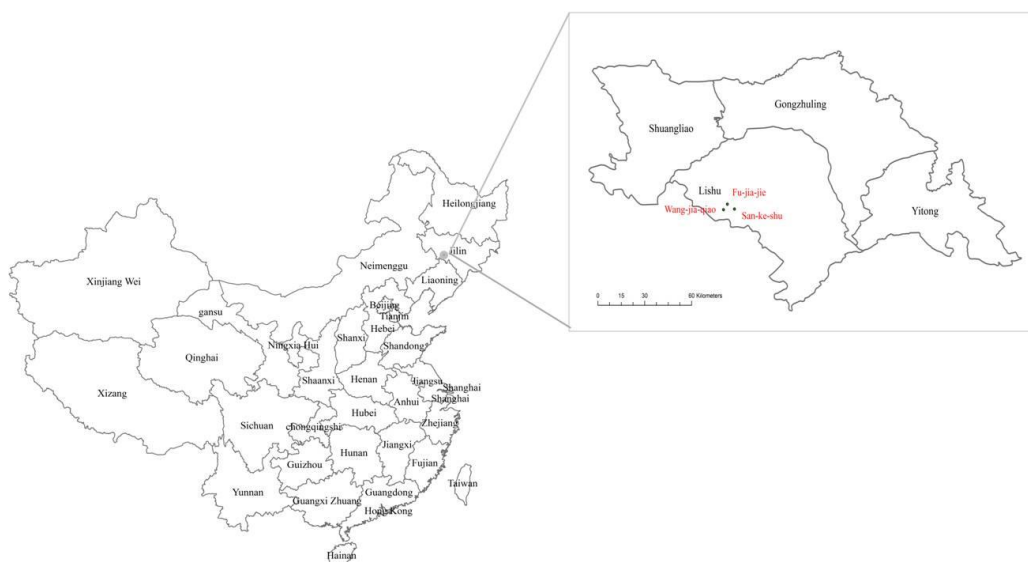 Gongzhuling
Shuangliao
Lishu
Fu-jia-jie
Wang-jia-qiao
San-ke-shu
Yitong
0 15 30 60 Kilometers
Heilongjiang
jilin
Neimenggu
Liaoning
Xinjiang Wei
gansu
Beijing
Tianjin
Hebei
Shanxi
Shandong
Ningxia Hui
Qinghai
Shaanxi
Henan
Jiangsu
Shanghai
Shanghai
Anhui
Xizang
Hubei
Zhejiang
Sichuan
chongqingshi
Hunan
Jiangxi
Guizhou
Fujian
Taiwan
Yunnan
Guangdong
Guangxi Zhuang
Hong Kong
Hainan